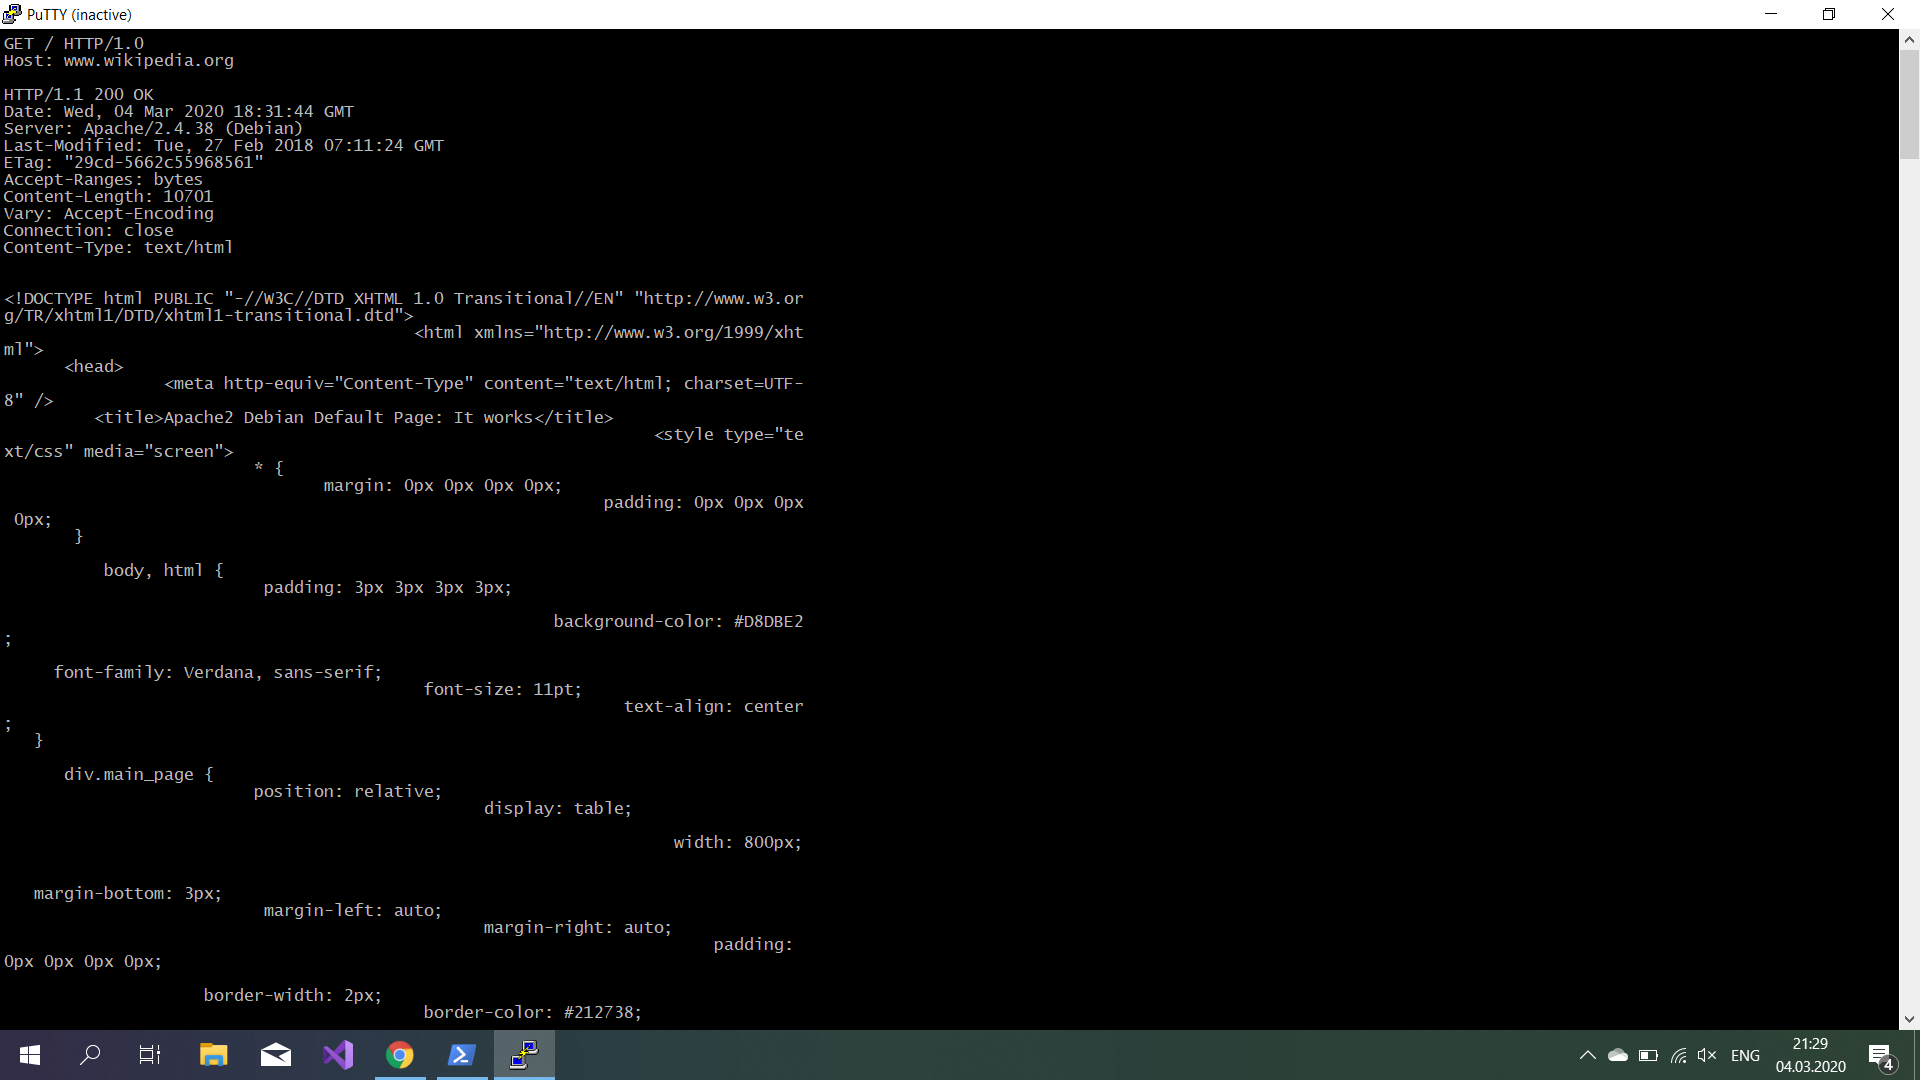 PuTTY (inactive)
GET / HTTP/1.0
Host: www.wikipedia.org
HTTP/1.1 200 OK
Date: Wed, 04 Mar 2020 18:31:44 GMT
Server: Apache/2.4.38 (Debian)
Last-Modified: Tue, 27 Feb 2018 07:11:24 GMT
ETag: "29cd-5662c55968561"
Accept-Ranges: bytes
Content-Length: 10701
Vary: Accept-Encoding
Connection: close
Content-Type: text/html
<!DOCTYPE html PUBLIC "-//W3C//DTD XHTML 1.0 Transitional//EN" "http://www.w3.or
g/TR/xhtml1/DTD/xhtml1-transitional.dtd">
<html xmlns="http://www.w3.org/1999/xht
ml">
<head>
<meta http-equiv="Content-Type" content="text/html; charset=UTF-
8" />
<title>Apache2 Debian Default Page: It works</title>
<style type="te
xt/css" media="screen">
* {
margin: 0px 0px 0px 0px;
padding: 0px 0px 0px
0px;
}
body, html {
padding: 3px 3px 3px 3px;
background-color: #D8DBE2
;
font-family: Verdana, sans-serif;
font-size: 11pt;
text-align: center
;
}
div.main_page {
position: relative;
display: table;
width: 800px;
margin-bottom: 3px;
margin-left: auto;
margin-right: auto;
padding:
0px 0px 0px 0px;
border-width: 2px;
border-color: #212738;
ENG
21:29
04.03.2020
4